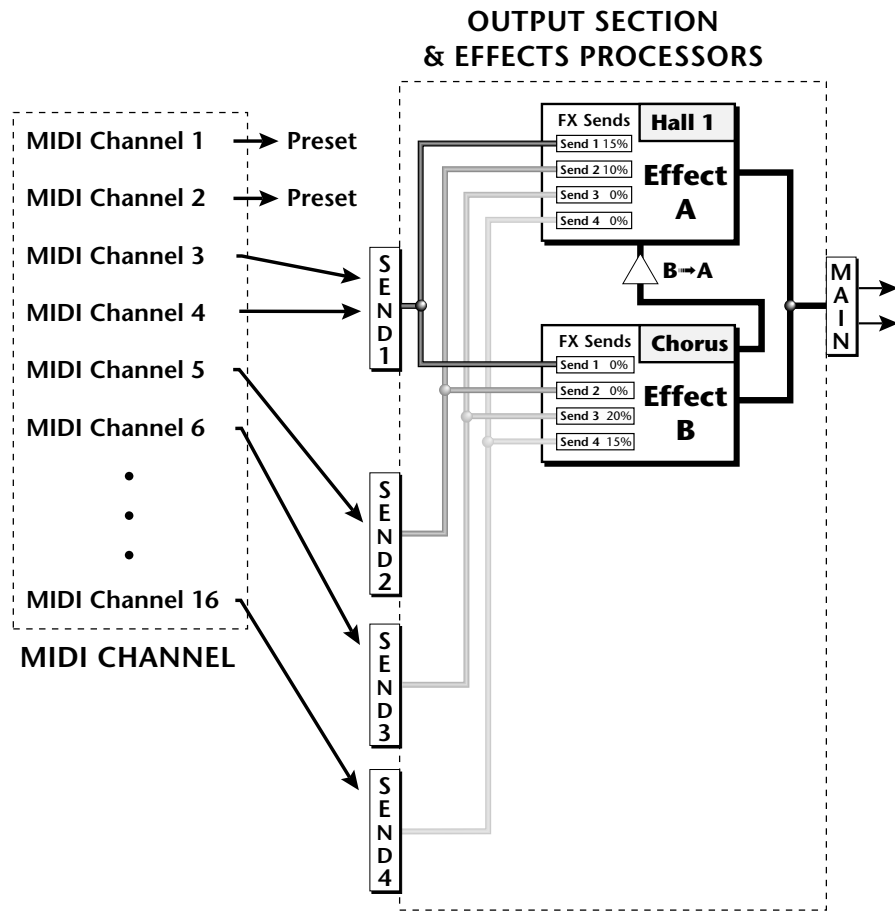 OUTPUT SECTION
& EFFECTS PROCESSORS
MIDI Channel 1
Preset
MIDI Channel 2
Preset
MIDI Channel 3
MIDI Channel 4
MIDI Channel 5
MIDI Channel 6
MIDI Channel 16
MIDI CHANNEL
SEND1
SEND2
SEND3
SEND4
FX Sends
Hall 1
Send 1 15%
Send 2 10%
Send 3 0%
Send 4 0%
Effect
A
B→A
FX Sends
Chorus
Send 1 0%
Send 2 0%
Send 3 20%
Send 4 15%
Effect
B
MAIN